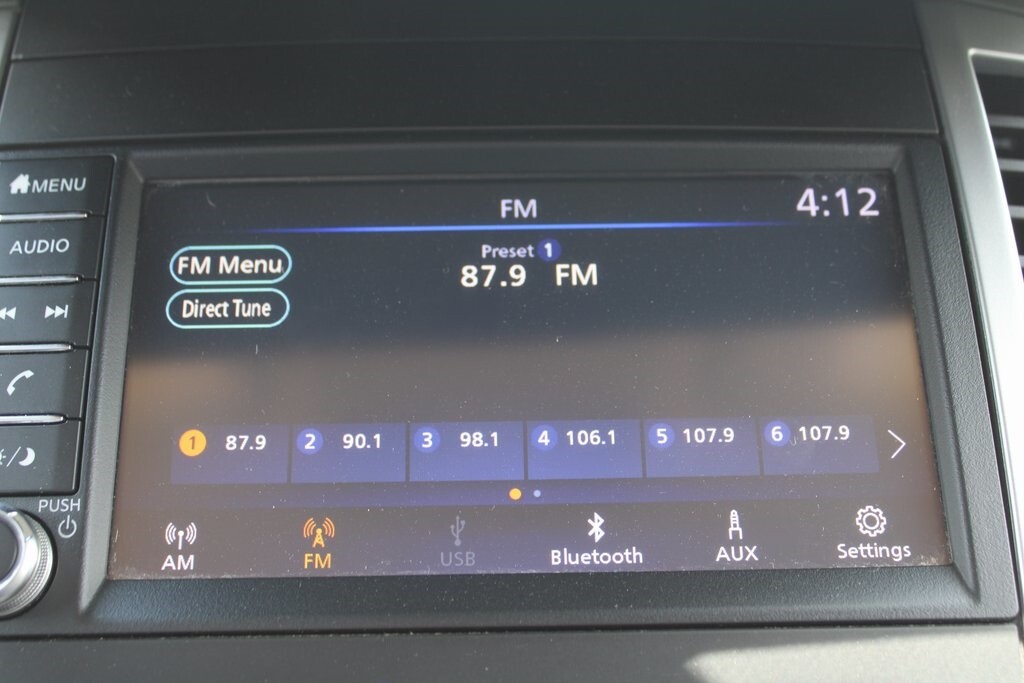 MENU
AUDIO
PUSH
FM
4:12
Preset 1
87.9 FM
FM Menu
Direct Tune
1 87.9 2 90.1 3 98.1 4 106.1 5 107.9 6 107.9
AM FM USB Bluetooth AUX Settings